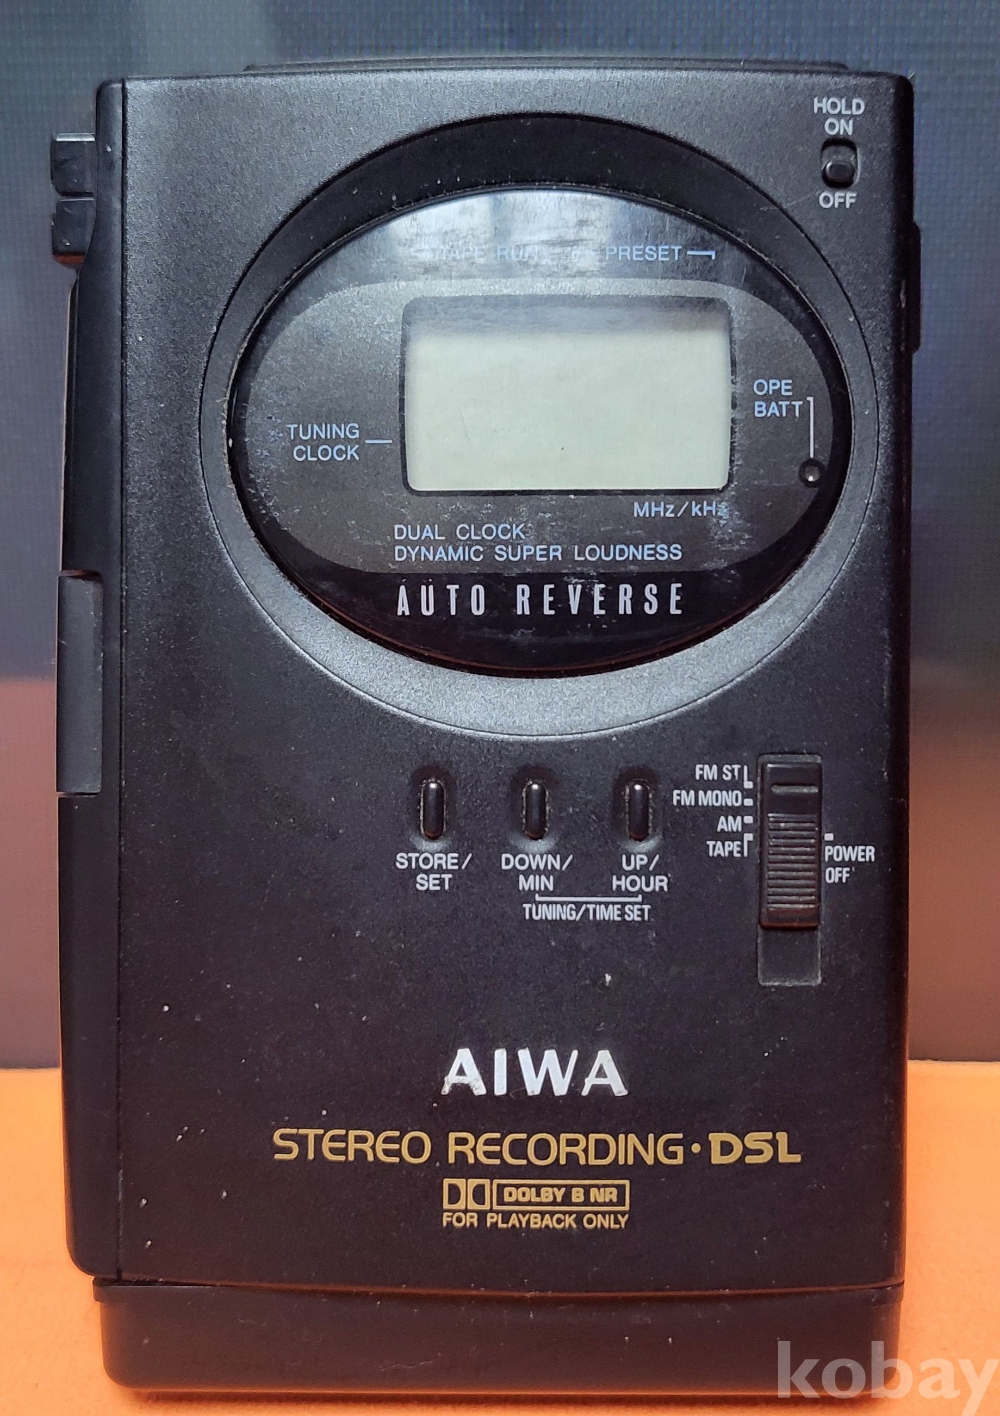 HOLD
ON
OFF
TAPE RUN PRESET
OPE
BATT
TUNING
CLOCK
MHz/kHz
DUAL CLOCK
DYNAMIC SUPER LOUDNESS
AUTO REVERSE
FM ST
FM MONO
AM
TAPE
POWER
OFF
STORE/
SET
DOWN/
MIN
UP/
HOUR
TUNING/TIME SET
AIWA
STEREO RECORDING • DSL
DOLBY B NR
FOR PLAYBACK ONLY
kobay